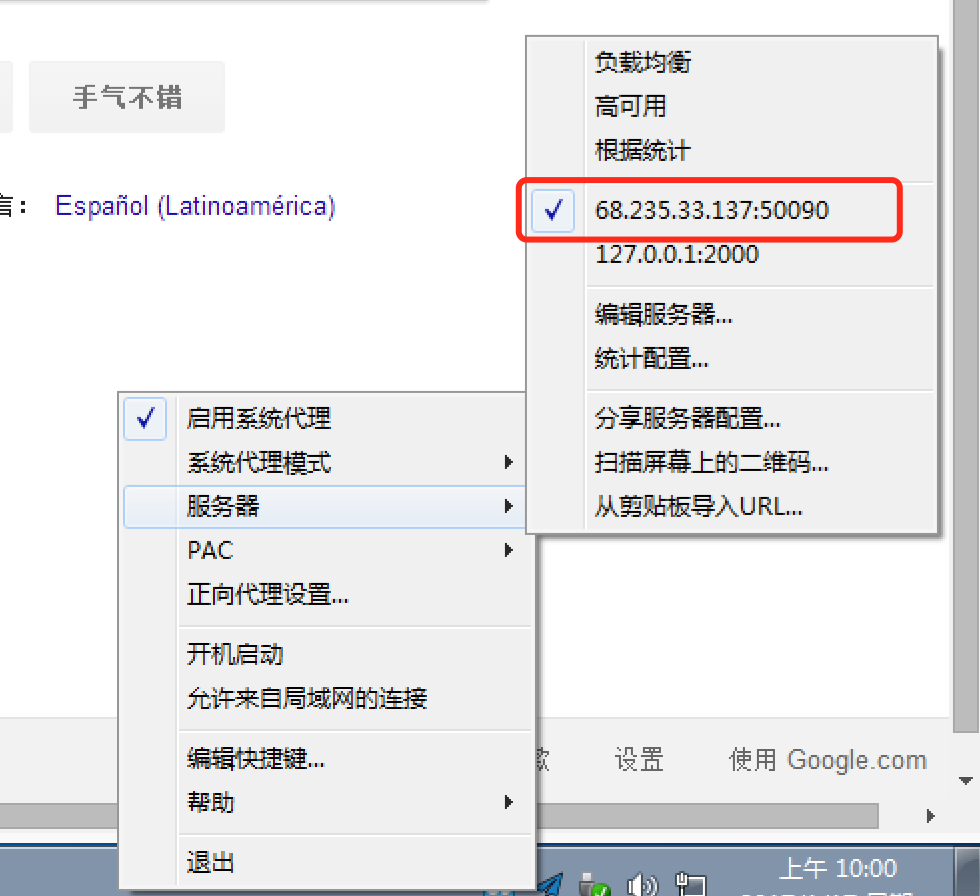 手气不错
Español (Latinoamérica)
负载均衡
高可用
根据统计
68.235.33.137:50090
127.0.0.1:2000
编辑服务器...
统计配置...
分享服务器配置...
扫描屏幕上的二维码...
从剪贴板导入URL...
启用系统代理
系统代理模式
服务器
PAC
正向代理设置...
开机启动
允许来自局域网的连接
编辑快捷键...
帮助
退出
设置 使用 Google.com
上午 10:00